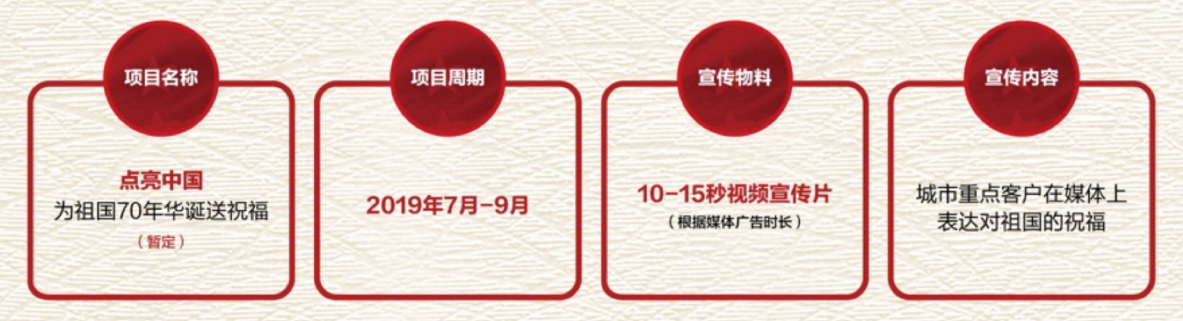 项目名称
点亮中国
为祖国70年华诞送祝福
（暂定）
项目周期
2019年7月-9月
宣传物料
10-15秒视频宣传片
（根据媒体广告时长）
宣传内容
城市重点客户在媒体上
表达对祖国的祝福